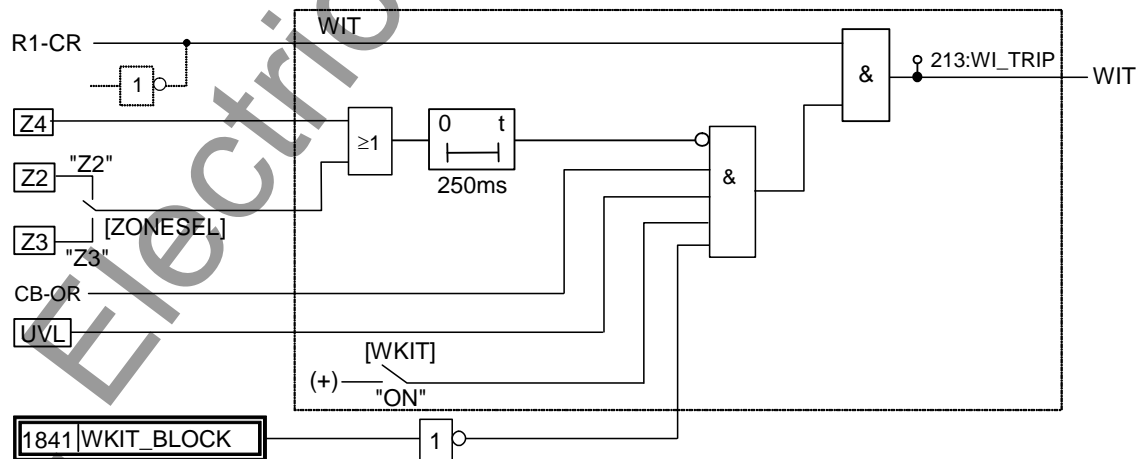 WIT
R1-CR
213:WI_TRIP
WIT
&
1
Z4
0 t
≥1
250ms
&
Z2
"Z2"
[ZONESEL]
Z3
"Z3"
CB-OR
UVL
[WKIT]
(+)
"ON"
1841 WKIT_BLOCK
1
Electric